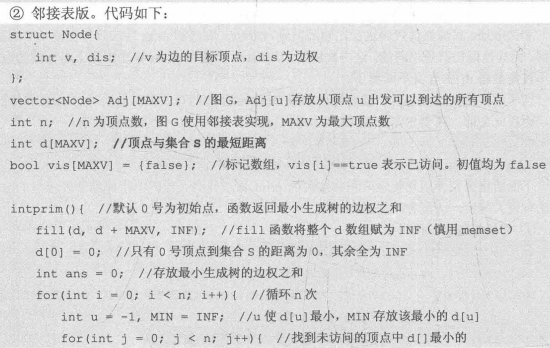 ② 邻接表版。代码如下：
struct Node{
    int v, dis;  //v 为边的目标顶点，dis 为边权
};
vector<Node> Adj[MAXV];  //图 G，Adj[u]存放从顶点 u 出发可以到达的所有顶点
int n;  //n 为顶点数，图 G 使用邻接表实现，MAXV 为最大顶点数
int d[MAXV];  //顶点与集合 S 的最短距离
bool vis[MAXV] = {false};  //标记数组，vis[i]==true 表示已访问。初值均为 false
intprim(){  //默认 0 号为初始点，函数返回最小生成树的边权之和
    fill(d, d + MAXV, INF);  //fill 函数将整个 d 数组赋为 INF（慎用 memset）
    d[0] = 0;  //只有 0 号顶点到集合 S 的距离为 0，其余全为 INF
    int ans = 0;  //存放最小生成树的边权之和
    for(int i = 0; i < n; i++){  //循环 n 次
        int u = -1, MIN = INF;  //u 使 d[u]最小，MIN 存放该最小的 d[u]
        for(int j = 0; j < n; j++){  //找到未访问的顶点中 d[]最小的